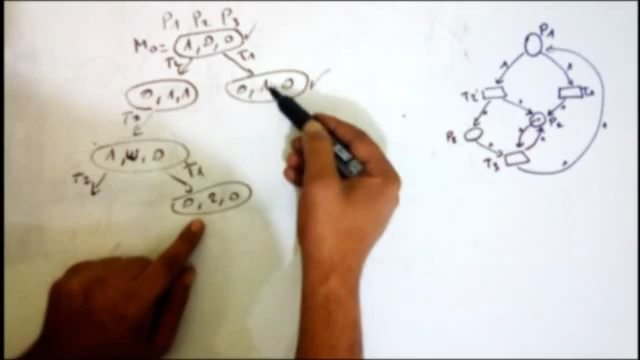 P1 P2 P3
M0= 1,0,0
T2 T1
0,1,1 0,1,0
T3
1,W,0
T2 T1
0,2,0
P1
T2 T1
P2
P3
T3